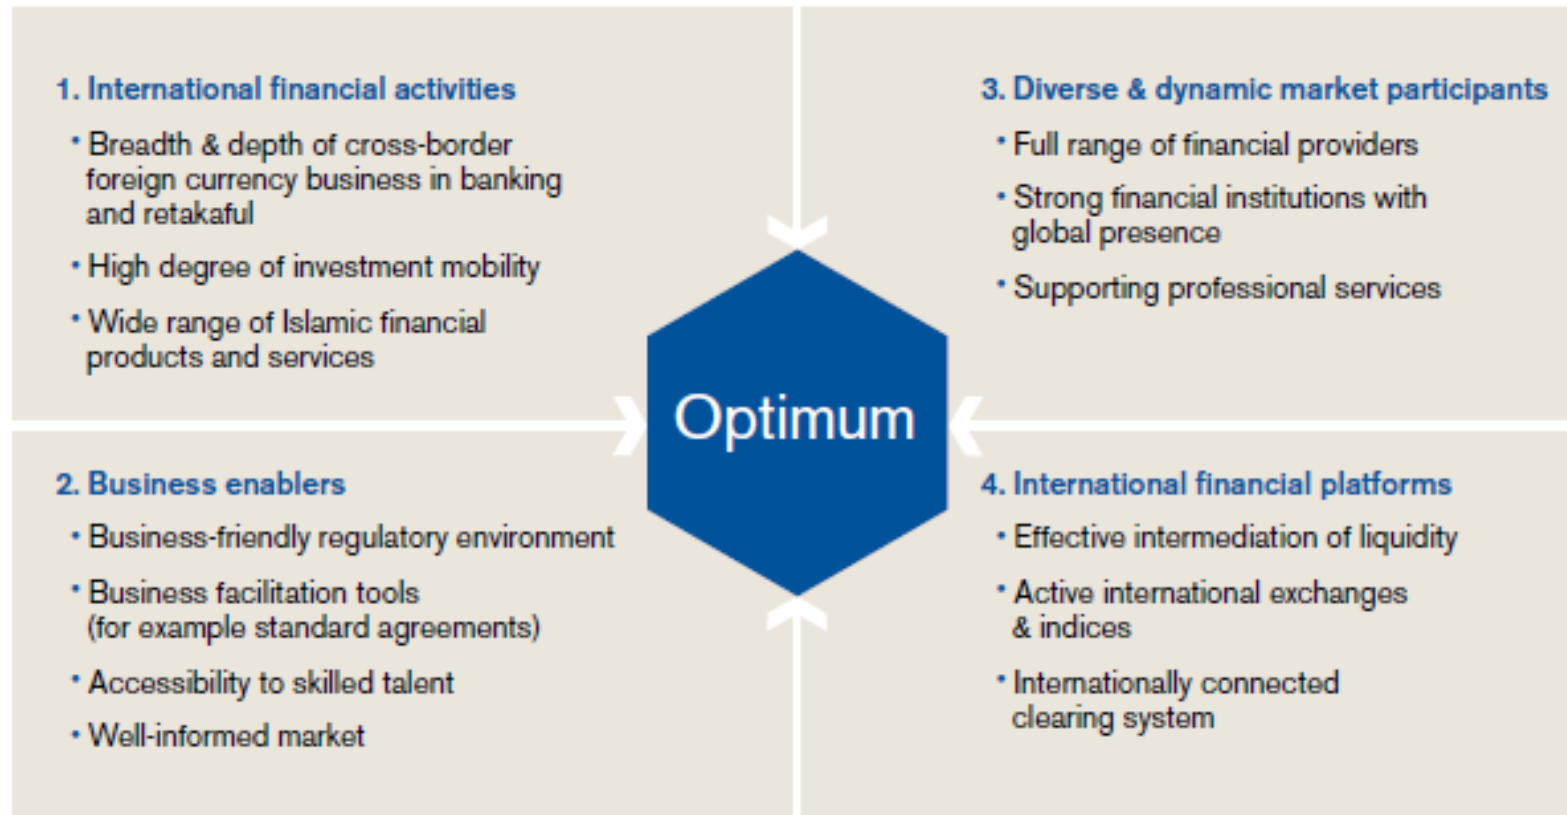 1. International financial activities
• Breadth & depth of cross-border
foreign currency business in banking
and retakaful
• High degree of investment mobility
• Wide range of Islamic financial
products and services
2. Business enablers
• Business-friendly regulatory environment
• Business facilitation tools
(for example standard agreements)
• Accessibility to skilled talent
• Well-informed market
Optimum
3. Diverse & dynamic market participants
• Full range of financial providers
• Strong financial institutions with
global presence
• Supporting professional services
4. International financial platforms
• Effective intermediation of liquidity
• Active international exchanges
& indices
• Internationally connected
clearing system